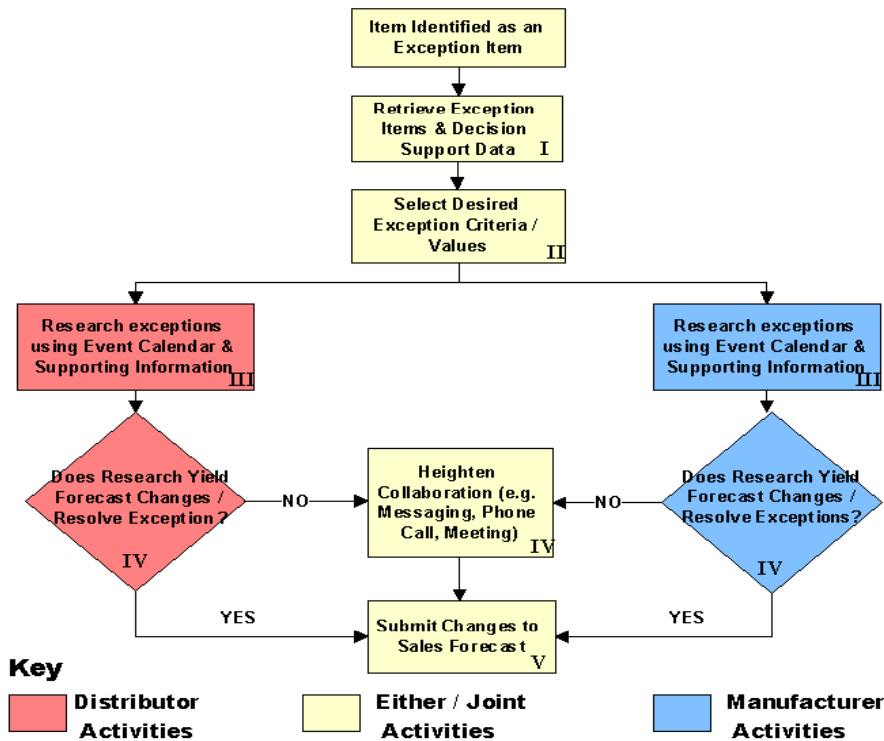 Item Identified as an
Exception Item
Retrieve Exception
Items & Decision
Support Data
I
Select Desired
Exception Criteria /
Values
II
Research exceptions
using Event Calendar &
Supporting Information
III
Research exceptions
using Event Calendar &
Supporting Information
III
Does Research Yield
Forecast Changes /
Resolve Exception?
IV
NO
Heighten
Collaboration (e.g.
Messaging, Phone
Call, Meeting)
IV
NO
Does Research Yield
Forecast Changes /
Resolve Exceptions?
IV
YES
Submit Changes to
Sales Forecast
V
YES
Key
Distributor
Activities
Either / Joint
Activities
Manufacturer
Activities